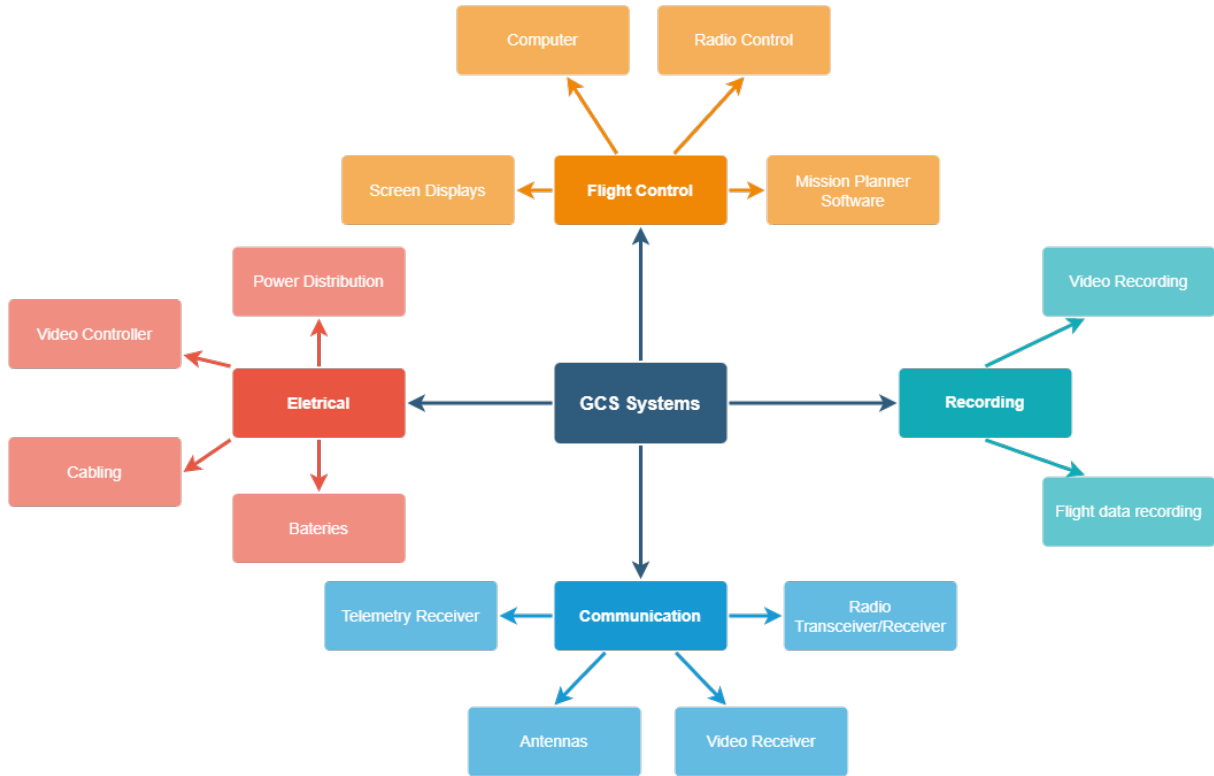 Computer
Radio Control
Screen Displays
Flight Control
Mission Planner
Software
Power Distribution
Video Recording
Video Controller
Eletrical
GCS Systems
Recording
Cabling
Bateries
Flight data recording
Telemetry Receiver
Communication
Radio
Transceiver/Receiver
Antennas
Video Receiver